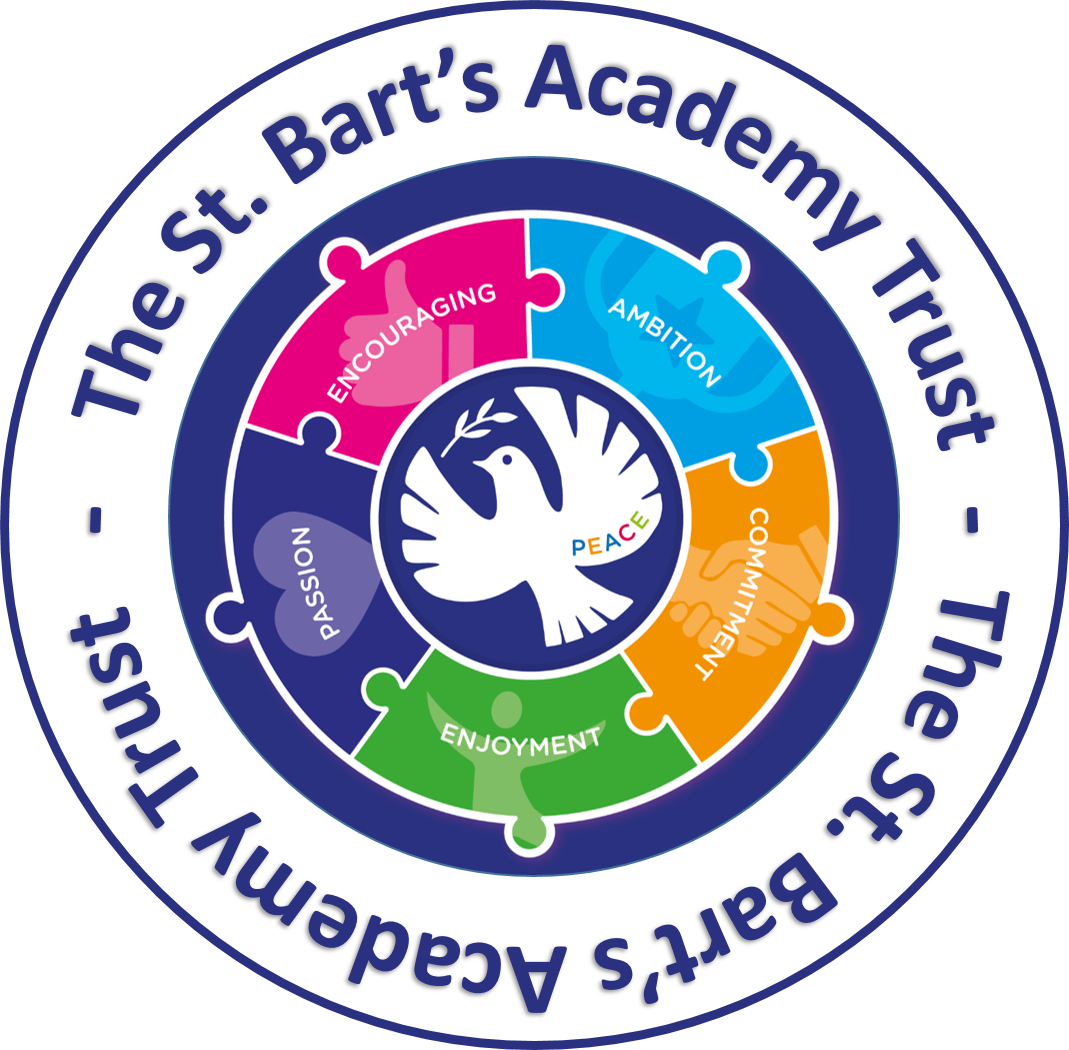 The St. Bart’s Academy Trust - The St. Bart’s Academy Trust -
ENCOURAGING
AMBITION
COMMITMENT
ENJOYMENT
PASSION
PEACE